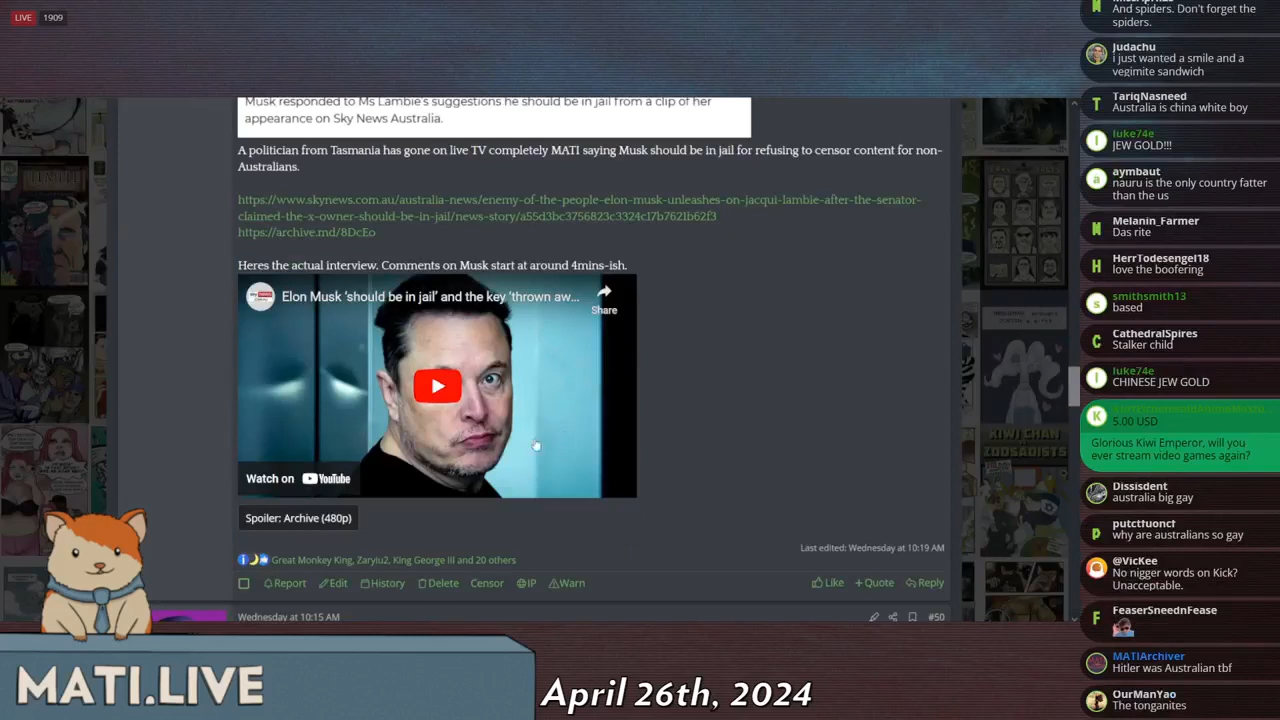 LIVE 1909
Musk responded to Ms Lambie's suggestions he should be in jail from a clip of her
appearance on Sky News Australia.
A politician from Tasmania has gone on live TV completely MATI saying Musk should be in jail for refusing to censor content for non-
Australians.
https://www.skynews.com.au/australia-news/enemy-of-the-people-elon-musk-unleashes-on-jacqui-lambie-after-the-senator-
claimed-the-x-owner-should-be-in-jail/news-story/a55d3bc3756823c3324c17b7621b62f3
https://archive.md/8DcEo
Heres the actual interview. Comments on Musk start at around 4mins-ish.
Elon Musk 'should be in jail' and the key 'thrown aw...
Share
Watch on YouTube
Spoiler: Archive (480p)
Last edited: Wednesday at 10:19 AM
Great Monkey King, Zarylu2, King George III and 20 others
Report Edit History Delete Censor IP Warn
Like + Quote Reply
Wednesday at 10:15 AM
#50
MATI.LIVE
April 26th, 2024
KIWI CHAN
ZOOSADISTS
And spiders. Don't forget the
spiders.
Judachu
i just wanted a smile and a
vegimite sandwich
TariqNasneed
Australia is china white boy
luke74e
JEW GOLD!!!
aymbaut
nauru is the only country fatter
than the us
Melanin_Farmer
Das rite
HerrTodesengel18
love the boofering
smithsmith13
based
CathedralSpires
Stalker child
luke74e
CHINESE JEW GOLD
5.00 USD
Glorious Kiwi Emperor, will you
ever stream video games again?
Dissisdent
australia big gay
putctfuonct
why are australians so gay
@VicKee
No nigger words on Kick?
Unacceptable.
FeaserSneednFease
MATIArchiver
Hitler was Australian tbf
OurManYao
The tonganites